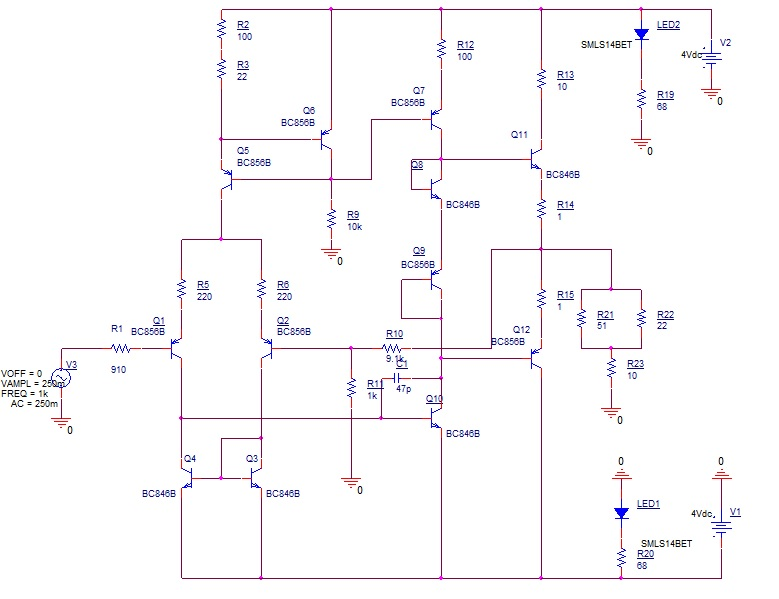 R2
100
R3
22
Q6
BC856B
Q5
BC856B
R9
10k
0
R12
100
Q7
BC856B
Q8
BC846B
Q9
BC856B
R13
10
Q11
BC846B
R14
1
LED2
SMLS14BET
V2
4Vdc
R19
68
0
0
R5
220
R6
220
Q1
BC856B
Q2
BC856B
R1
910
V3
VOFF = 0
VAMPL = 250m
FREQ = 1k
AC = 250m
0
R10
9.1k
C1
47p
R11
1k
0
R15
1
Q12
BC856B
R21
51
R22
22
R23
10
0
Q10
BC846B
Q4
BC846B
Q3
BC846B
0
0
LED1
SMLS14BET
R20
68
4Vdc
V1